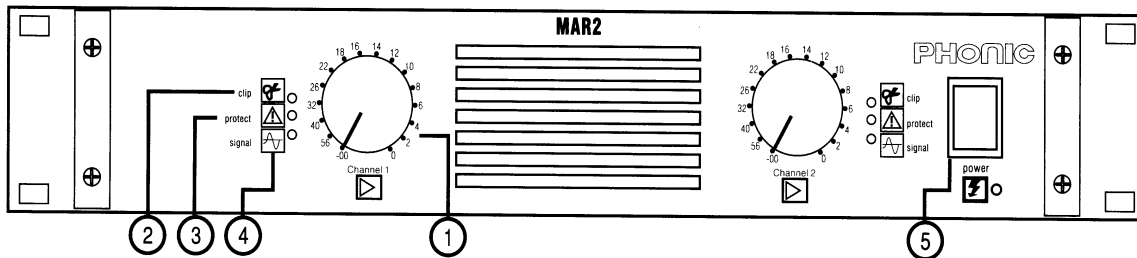 MAR2
PHONIC
16 14
18 12
22 10
26 8
32 6
40 4
56 2
-00 0
clip
protect
signal
Channel 1
16 14
18 12
22 10
26 8
32 6
40 4
56 2
-00 0
clip
protect
signal
Channel 2
power
2 3 4 1 5